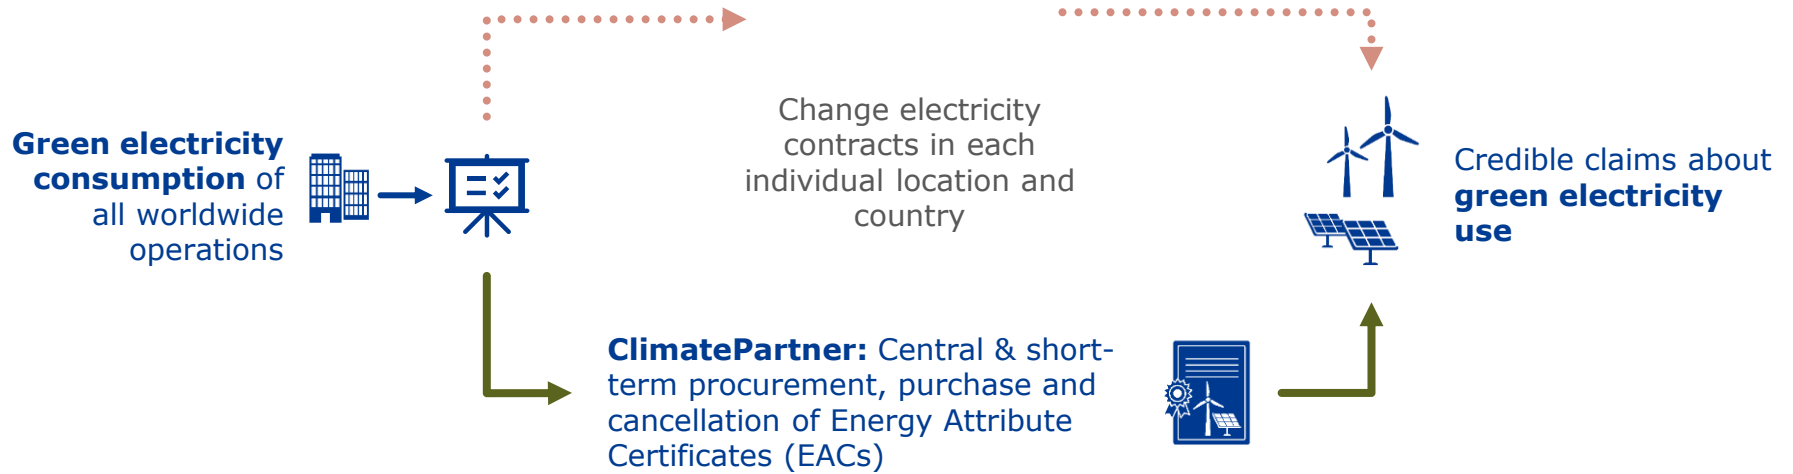 Green electricity
consumption of
all worldwide
operations
Change electricity
contracts in each
individual location and
country
ClimatePartner: Central & short-
term procurement, purchase and
cancellation of Energy Attribute
Certificates (EACs)
Credible claims about
green electricity
use